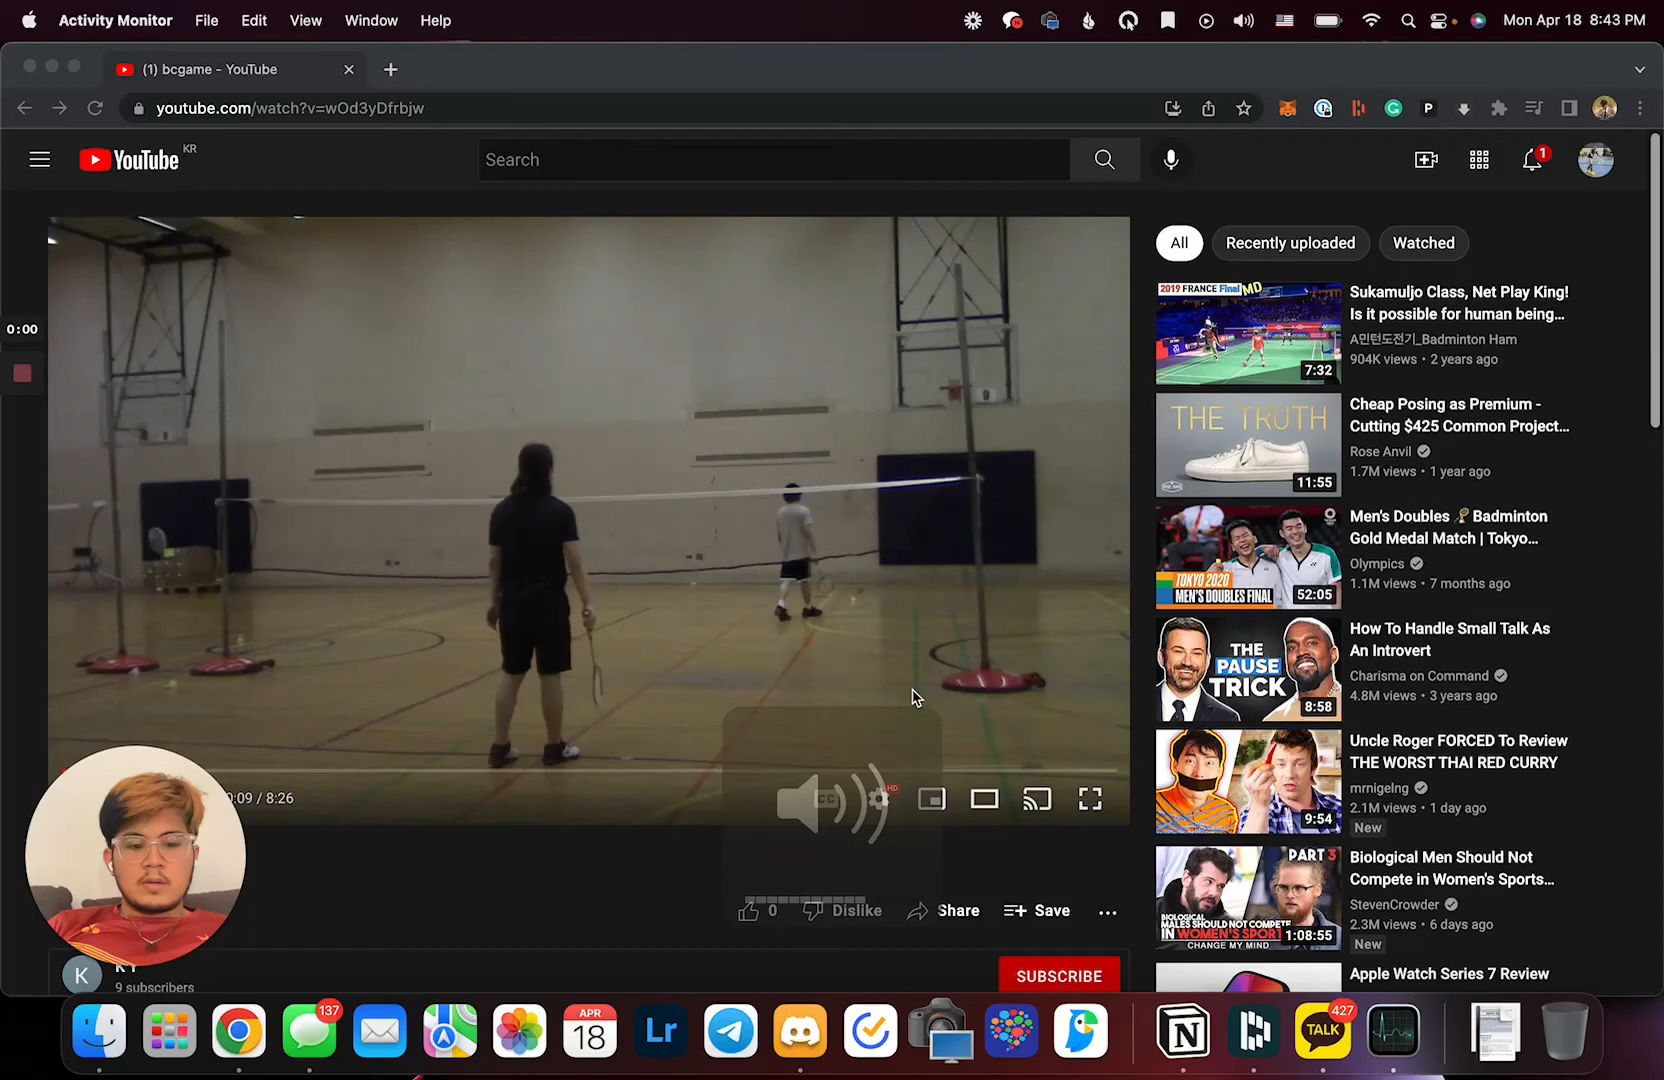 Activity Monitor File Edit View Window Help
Mon Apr 18 8:43 PM
(1) bcgame - YouTube
youtube.com/watch?v=wOd3yDfrbjw
P
YouTube KR
Search
1
All
Recently uploaded
Watched
0:00
2019 FRANCE Final MD
7:32
Sukamuljo Class, Net Play King!
Is it possible for human being...
A민턴도전기_Badminton Ham
904K views • 2 years ago
THE TRUTH
11:55
Cheap Posing as Premium -
Cutting $425 Common Project...
Rose Anvil
1.7M views • 1 year ago
TOKYO 2020
MEN'S DOUBLES FINAL
52:05
Men's Doubles 🏸 Badminton
Gold Medal Match | Tokyo...
Olympics
1.1M views • 7 months ago
THE
PAUSE
TRICK
8:58
How To Handle Small Talk As
An Introvert
Charisma on Command
4.8M views • 3 years ago
9:54
Uncle Roger FORCED To Review
THE WORST THAI RED CURRY
mrnigelng
2.1M views • 1 day ago
New
PART 3
BIOLOGICAL
MALES SHOULD NOT COMPETE
IN WOMEN'S SPORT
CHANGE MY MIND
1:08:55
Biological Men Should Not
Compete in Women's Sports...
StevenCrowder
2.3M views • 6 days ago
New
Apple Watch Series 7 Review
0:09 / 8:26
CC
HD
0
Dislike
Share
Save
K
K Y
9 subscribers
SUBSCRIBE
137
APR
18
Lr
N
TALK
427